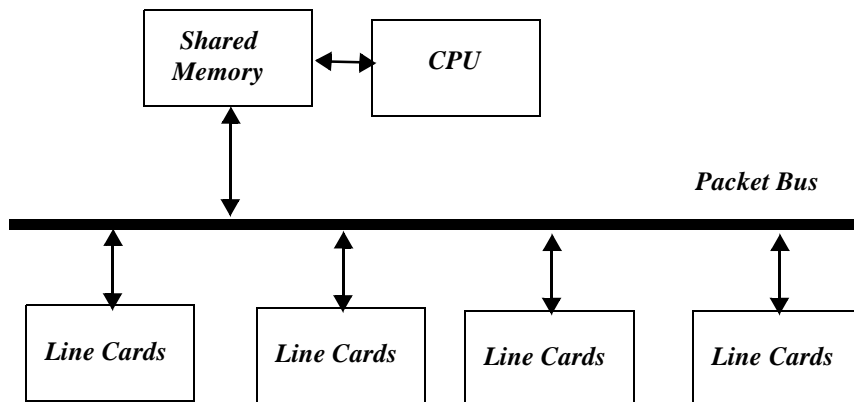 Shared
Memory
CPU
Packet Bus
Line Cards
Line Cards
Line Cards
Line Cards